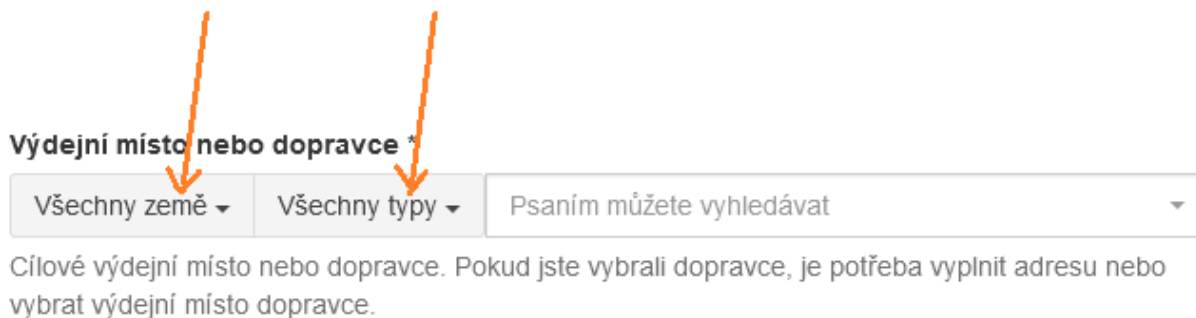 Výdejní místo nebo dopravce *
Všechny země Všechny typy Psaním můžete vyhledávat
Cílové výdejní místo nebo dopravce. Pokud jste vybrali dopravce, je potřeba vyplnit adresu nebo
vybrat výdejní místo dopravce.